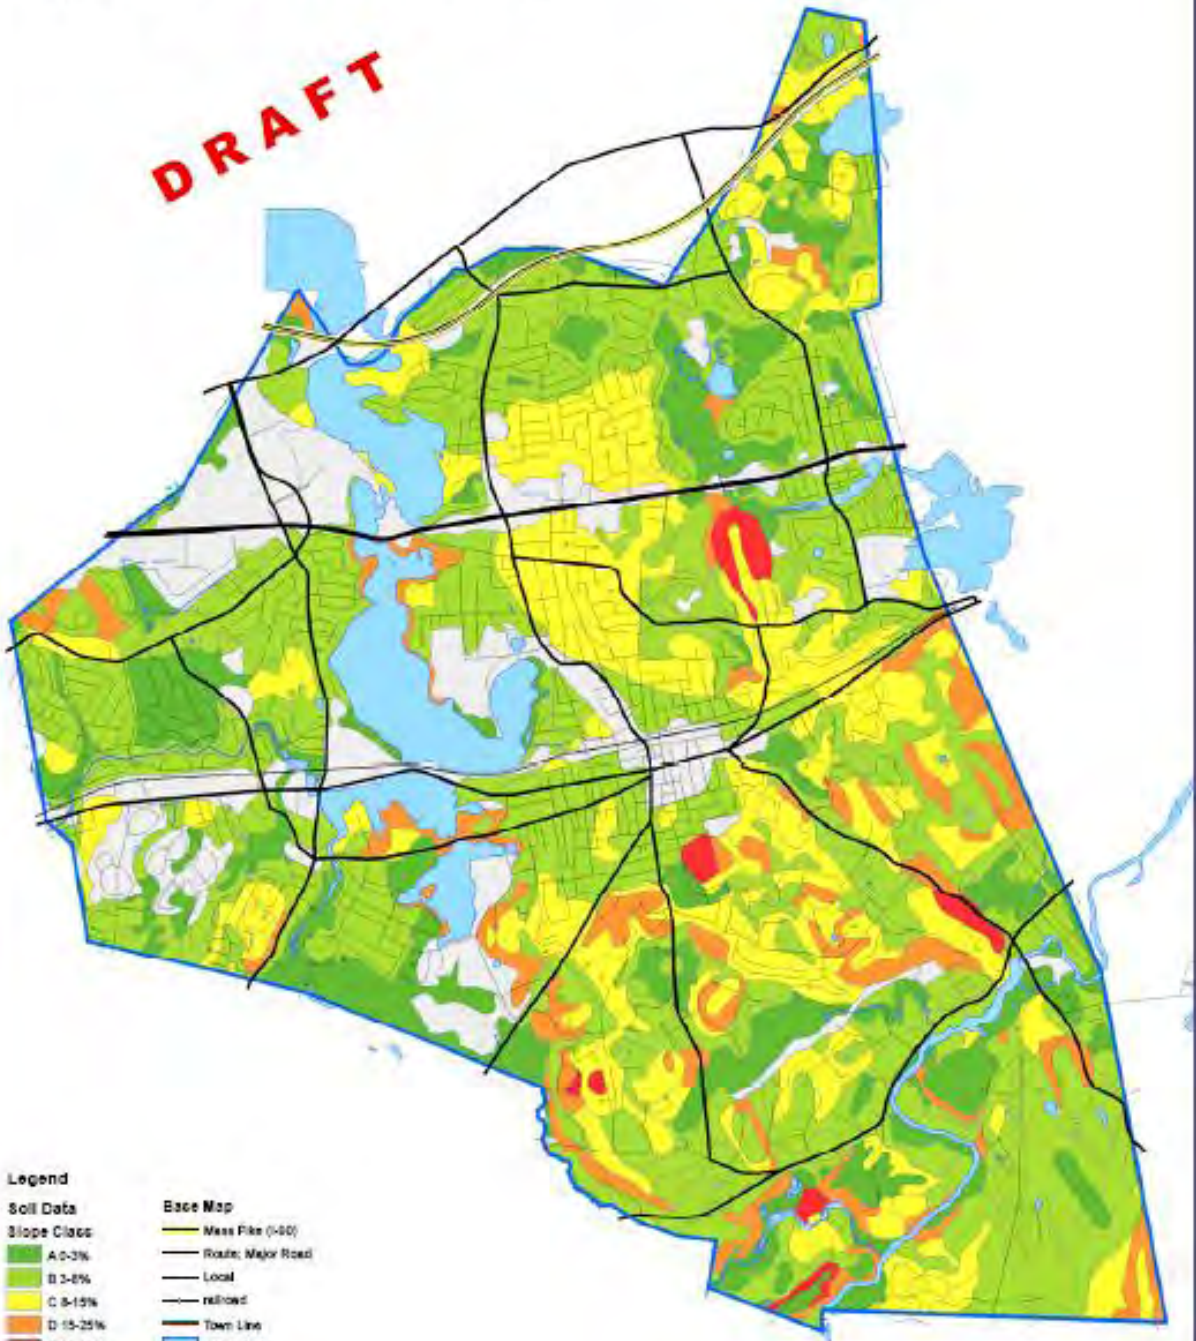 DRAFT
Legend
Soil Data
Slope Class
A 0-3%
B 3-8%
C 8-15%
D 15-25%
Base Map
Mass Pike (I-90)
Route; Major Road
Local
railroad
Town Line